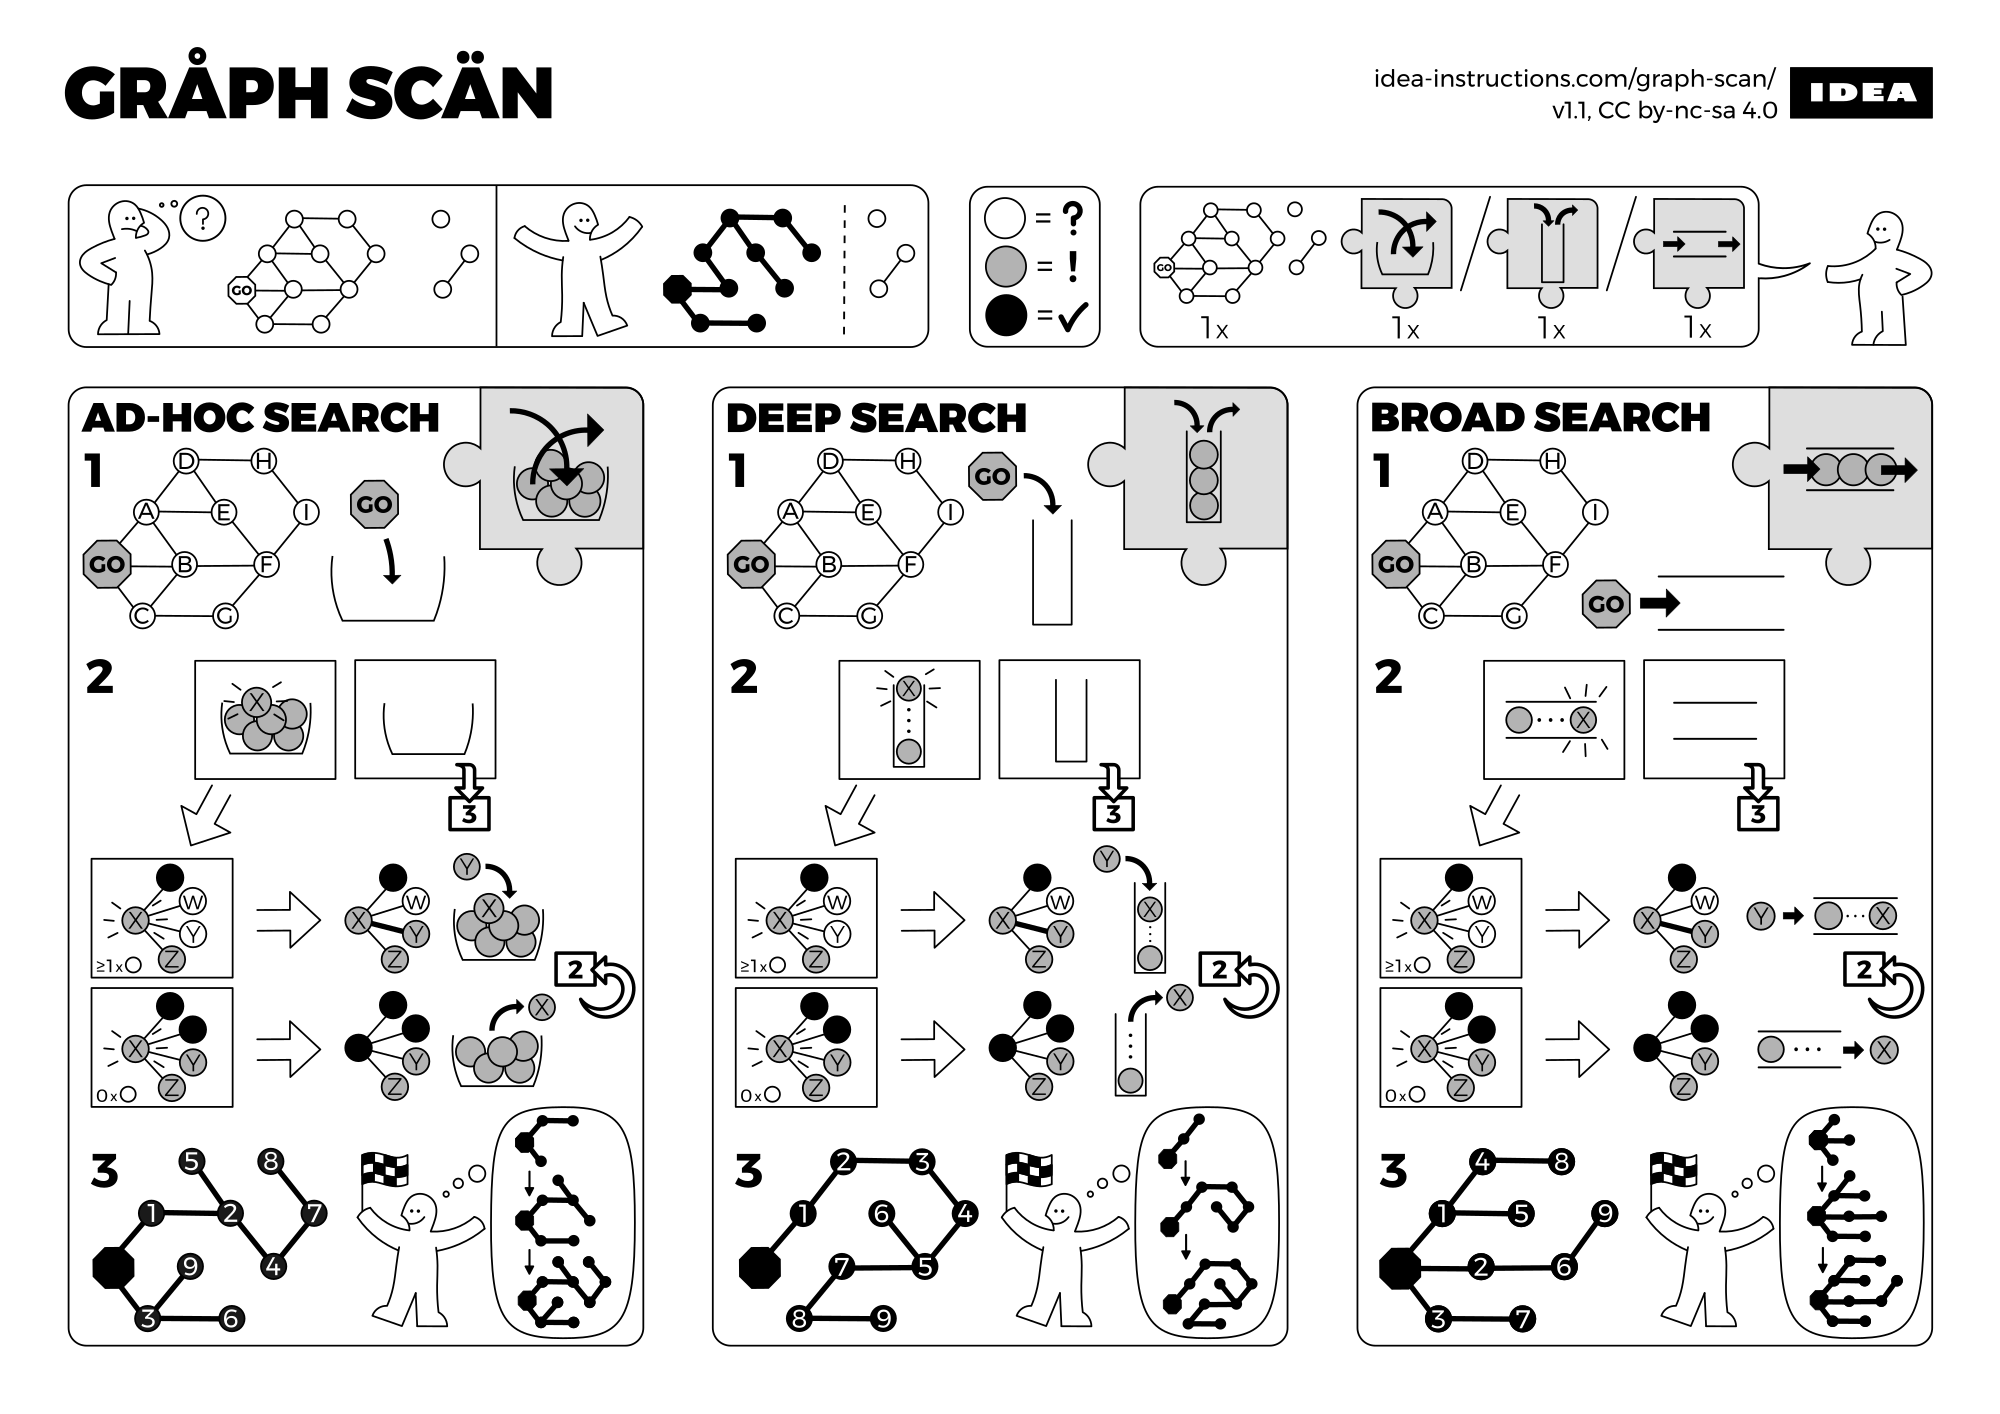 GRÅPH SCÄN
idea-instructions.com/graph-scan/
v1.1, CC by-nc-sa 4.0
IDEA
?
GO
= ?
= !
= ✓
GO
1x
1x
1x
1x
AD-HOC SEARCH
1
D H
A E I
GO B F
C G
GO
2
X
3
X W Y Z
≥1x
X W Y Z
Y
X
2
X Y Z
0x
Y Z
X
3
5 8
1 2 7
9 4
3 6
DEEP SEARCH
1
D H
A E I
GO B F
C G
GO
2
X
3
X W Y Z
≥1x
X W Y Z
Y
X
2
X Y Z
0x
Y Z
X
3
2 3
1 6 4
7 5
8 9
BROAD SEARCH
1
D H
A E I
GO B F
C G
GO
2
X
3
X W Y Z
≥1x
X W Y Z
Y X
2
X Y Z
0x
Y Z
X
3
4 8
1 5 9
2 6
3 7